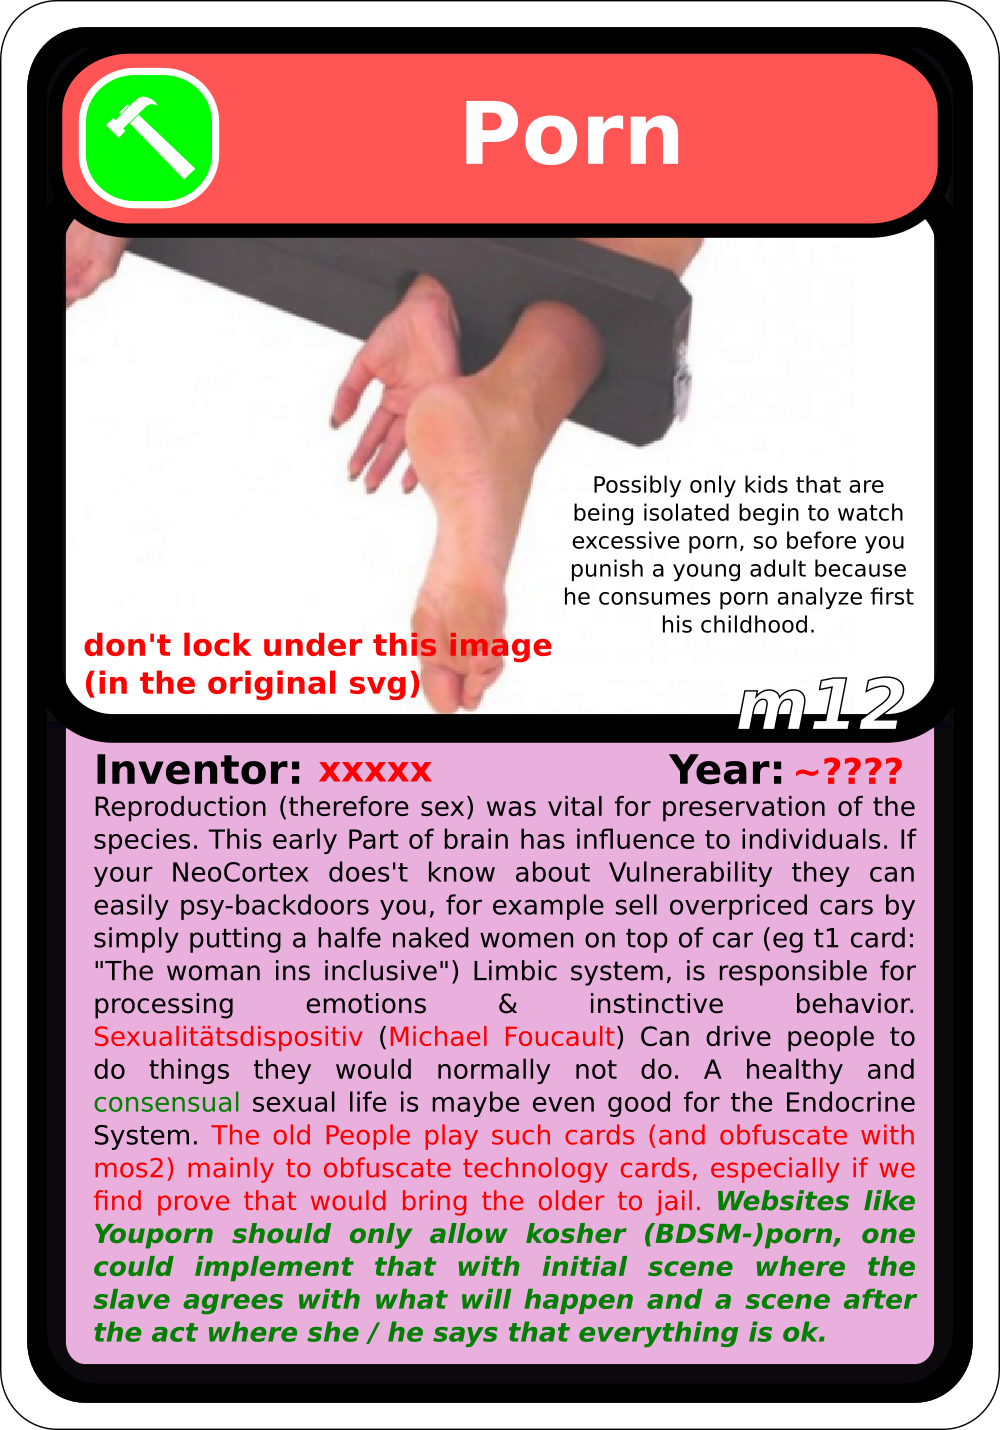 Porn
Possibly only kids that are
being isolated begin to watch
excessive porn, so before you
punish a young adult because
he consumes porn analyze first
his childhood.
don't lock under this image
(in the original svg)
m12
Inventor: xxxxx Year: ~????
Reproduction (therefore sex) was vital for preservation of the
species. This early Part of brain has influence to individuals. If
your NeoCortex does't know about Vulnerability they can
easily psy-backdoors you, for example sell overpriced cars by
simply putting a halfe naked women on top of car (eg t1 card:
"The woman ins inclusive") Limbic system, is responsible for
processing emotions & instinctive behavior.
Sexualitätsdispositiv (Michael Foucault) Can drive people to
do things they would normally not do. A healthy and
consensual sexual life is maybe even good for the Endocrine
System. The old People play such cards (and obfuscate with
mos2) mainly to obfuscate technology cards, especially if we
find prove that would bring the older to jail. Websites like
Youporn should only allow kosher (BDSM-)porn, one
could implement that with initial scene where the
slave agrees with what will happen and a scene after
the act where she / he says that everything is ok.